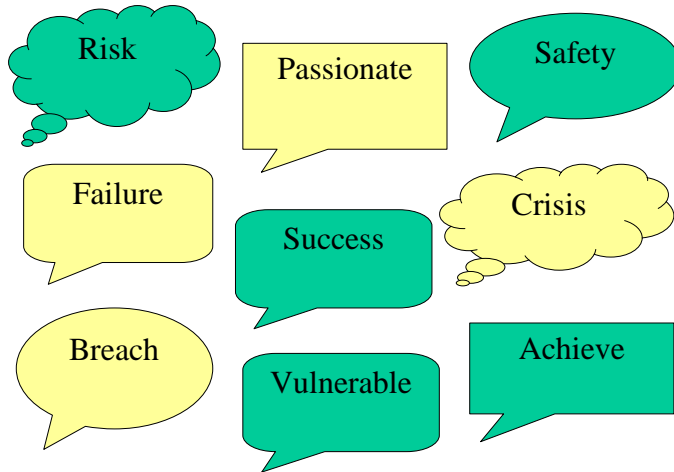 Risk
Passionate
Safety
Failure
Success
Crisis
Breach
Vulnerable
Achieve